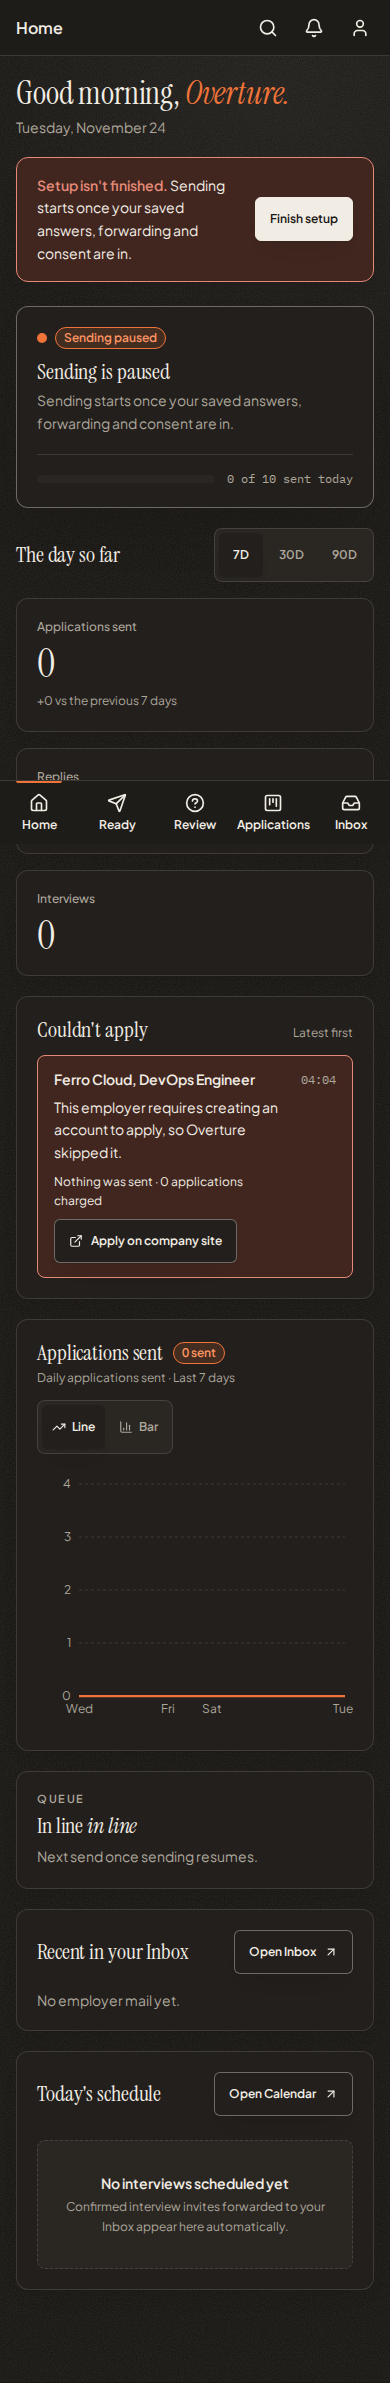 Home
Good morning, Overture.
Tuesday, November 24
Setup isn't finished. Sending
starts once your saved
answers, forwarding and
consent are in.
Finish setup
Sending paused
Sending is paused
Sending starts once your saved answers,
forwarding and consent are in.
0 of 10 sent today
The day so far
7D
30D
90D
Applications sent
0
+0 vs the previous 7 days
Replies
Home
Ready
Review
Applications
Inbox
Interviews
0
Couldn't apply
Latest first
Ferro Cloud, DevOps Engineer
04:04
This employer requires creating an
account to apply, so Overture
skipped it.
Nothing was sent · 0 applications
charged
Apply on company site
Applications sent
0 sent
Daily applications sent · Last 7 days
Line
Bar
4
3
2
1
0
Wed
Fri
Sat
Tue
QUEUE
In line in line
Next send once sending resumes.
Recent in your Inbox
Open Inbox
No employer mail yet.
Today's schedule
Open Calendar
No interviews scheduled yet
Confirmed interview invites forwarded to your
Inbox appear here automatically.